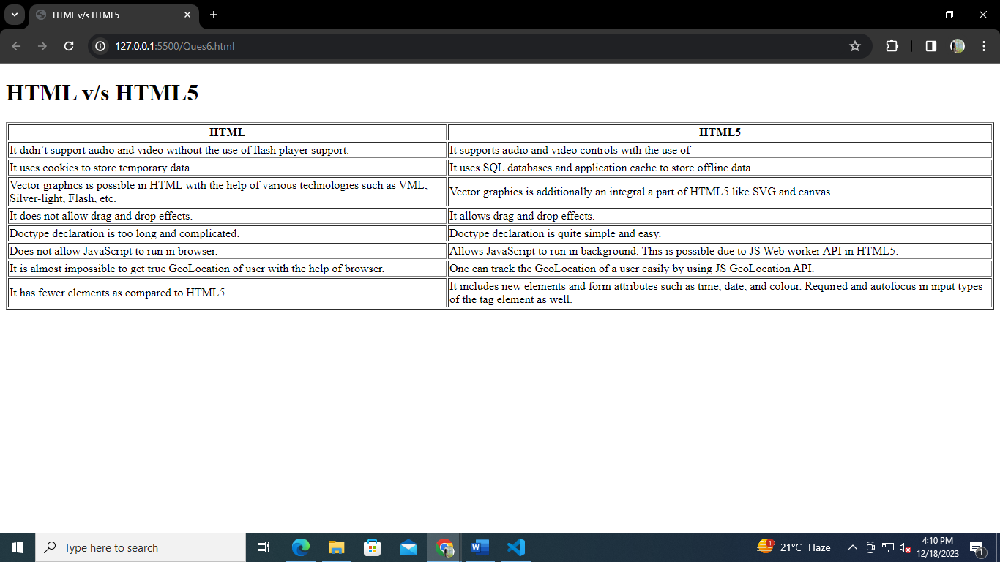 HTML v/s HTML5
127.0.0.1:5500/Ques6.html
HTML v/s HTML5
HTML HTML5
It didn’t support audio and video without the use of flash player support. It supports audio and video controls with the use of
It uses cookies to store temporary data. It uses SQL databases and application cache to store offline data.
Vector graphics is possible in HTML with the help of various technologies such as VML,
Silver-light, Flash, etc.
Vector graphics is additionally an integral a part of HTML5 like SVG and canvas.
It does not allow drag and drop effects. It allows drag and drop effects.
Doctype declaration is too long and complicated. Doctype declaration is quite simple and easy.
Does not allow JavaScript to run in browser. Allows JavaScript to run in background. This is possible due to JS Web worker API in HTML5.
It is almost impossible to get true GeoLocation of user with the help of browser. One can track the GeoLocation of a user easily by using JS GeoLocation API.
It has fewer elements as compared to HTML5.
It includes new elements and form attributes such as time, date, and colour. Required and autofocus in input types
of the tag element as well.
Type here to search
1
21°C Haze
4:10 PM
12/18/2023
1